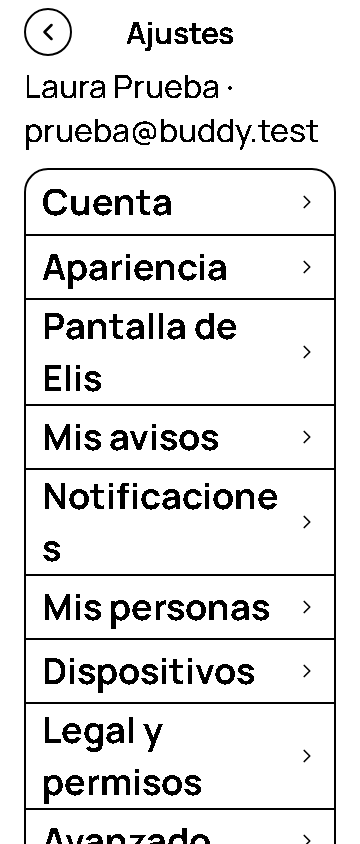 Ajustes
Laura Prueba ·
prueba@buddy.test
Cuenta
Apariencia
Pantalla de
Elis
Mis avisos
Notificacione
s
Mis personas
Dispositivos
Legal y
permisos
Avanzado